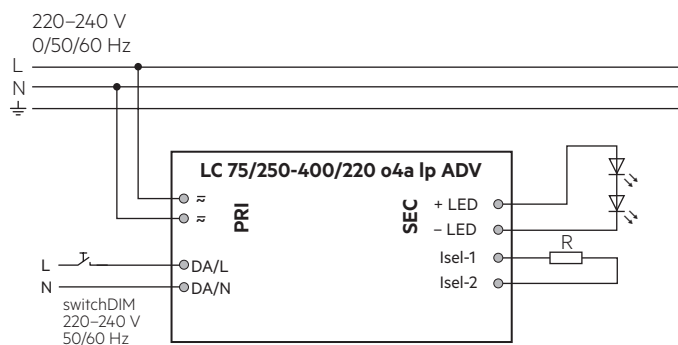 220–240 V
0/50/60 Hz
L
N
LC 75/250-400/220 o4a lp ADV
PRI
SEC
+ LED
– LED
Isel-1
Isel-2
R
L
N
DA/L
DA/N
switchDIM
220–240 V
50/60 Hz